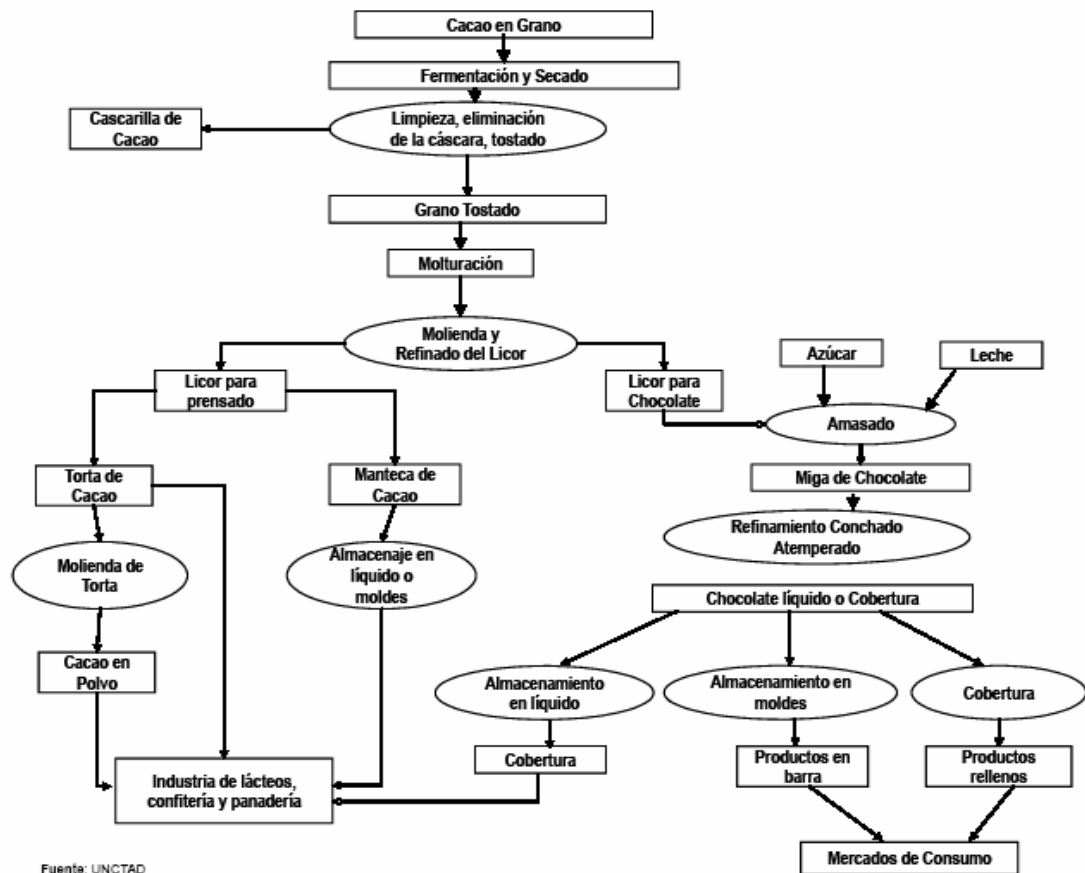 Cacao en Grano
Fermentación y Secado
Cascarilla de
Cacao
Limpieza, eliminación
de la cáscara, tostado
Grano Tostado
Molturación
Molienda y
Refinado del Licor
Azúcar
Leche
Licor para
prensado
Licor para
Chocolate
Amasado
Torta de
Cacao
Manteca de
Cacao
Miga de Chocolate
Refinamiento Conchado
Atemperado
Molienda de
Torta
Almacenaje en
líquido o
moldes
Chocolate líquido o Cobertura
Cacao en
Polvo
Almacenamiento
en líquido
Almacenamiento en
moldes
Cobertura
Industria de lácteos,
confitería y panadería
Cobertura
Productos en
barra
Productos
rellenos
Mercados de Consumo
Fuente: UNCTAD